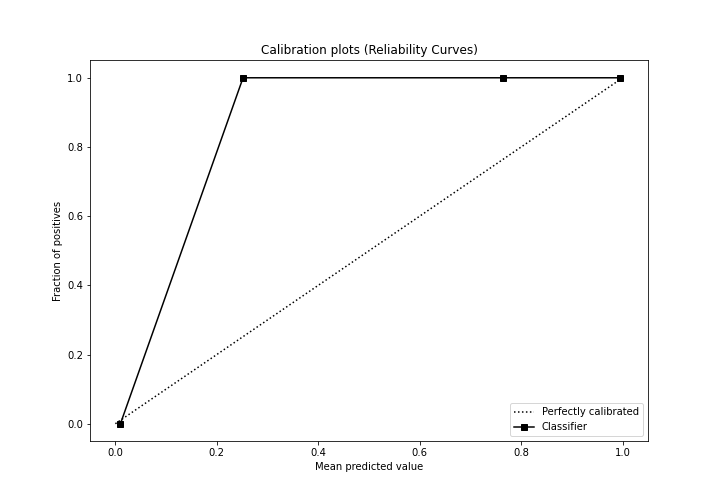 Calibration plots (Reliability Curves)
1.0
0.8
0.6
0.4
0.2
0.0
Fraction of positives
Perfectly calibrated
Classifier
0.0 0.2 0.4 0.6 0.8 1.0
Mean predicted value